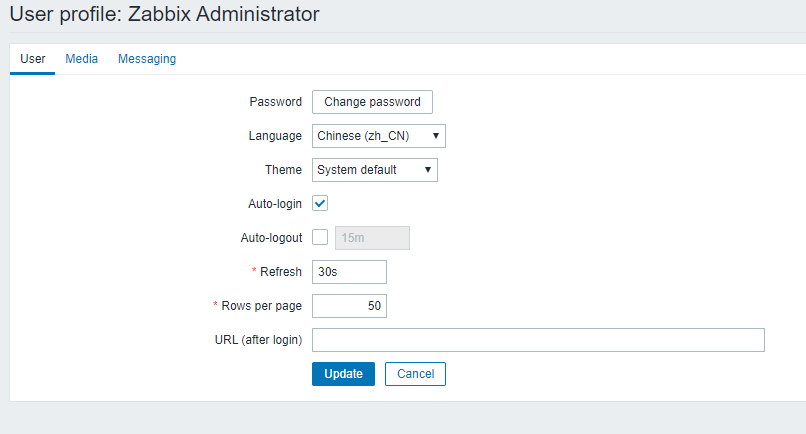 User profile: Zabbix Administrator
User Media Messaging
Password Change password
Language Chinese (zh_CN)
Theme System default
Auto-login
Auto-logout 15m
* Refresh 30s
* Rows per page 50
URL (after login)
Update Cancel